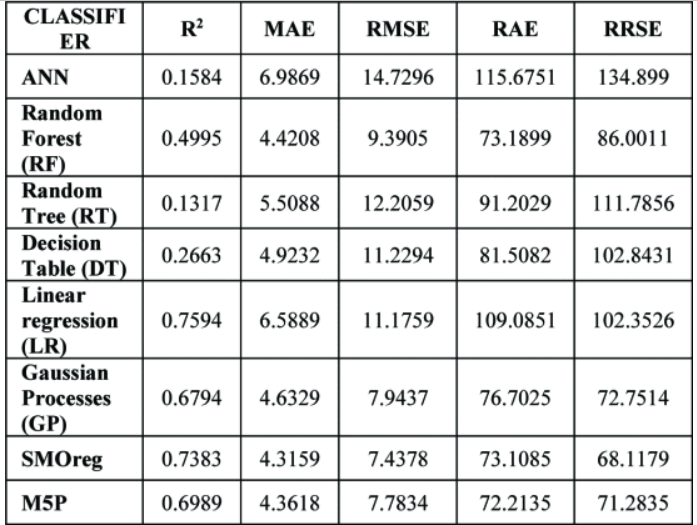 CLASSIFI
ER R² MAE RMSE RAE RRSE
ANN 0.1584 6.9869 14.7296 115.6751 134.899
Random
Forest 0.4995 4.4208 9.3905 73.1899 86.0011
(RF)
Random
Tree (RT) 0.1317 5.5088 12.2059 91.2029 111.7856
Decision
Table (DT) 0.2663 4.9232 11.2294 81.5082 102.8431
Linear
regression 0.7594 6.5889 11.1759 109.0851 102.3526
(LR)
Gaussian
Processes 0.6794 4.6329 7.9437 76.7025 72.7514
(GP)
SMOreg 0.7383 4.3159 7.4378 73.1085 68.1179
M5P 0.6989 4.3618 7.7834 72.2135 71.2835